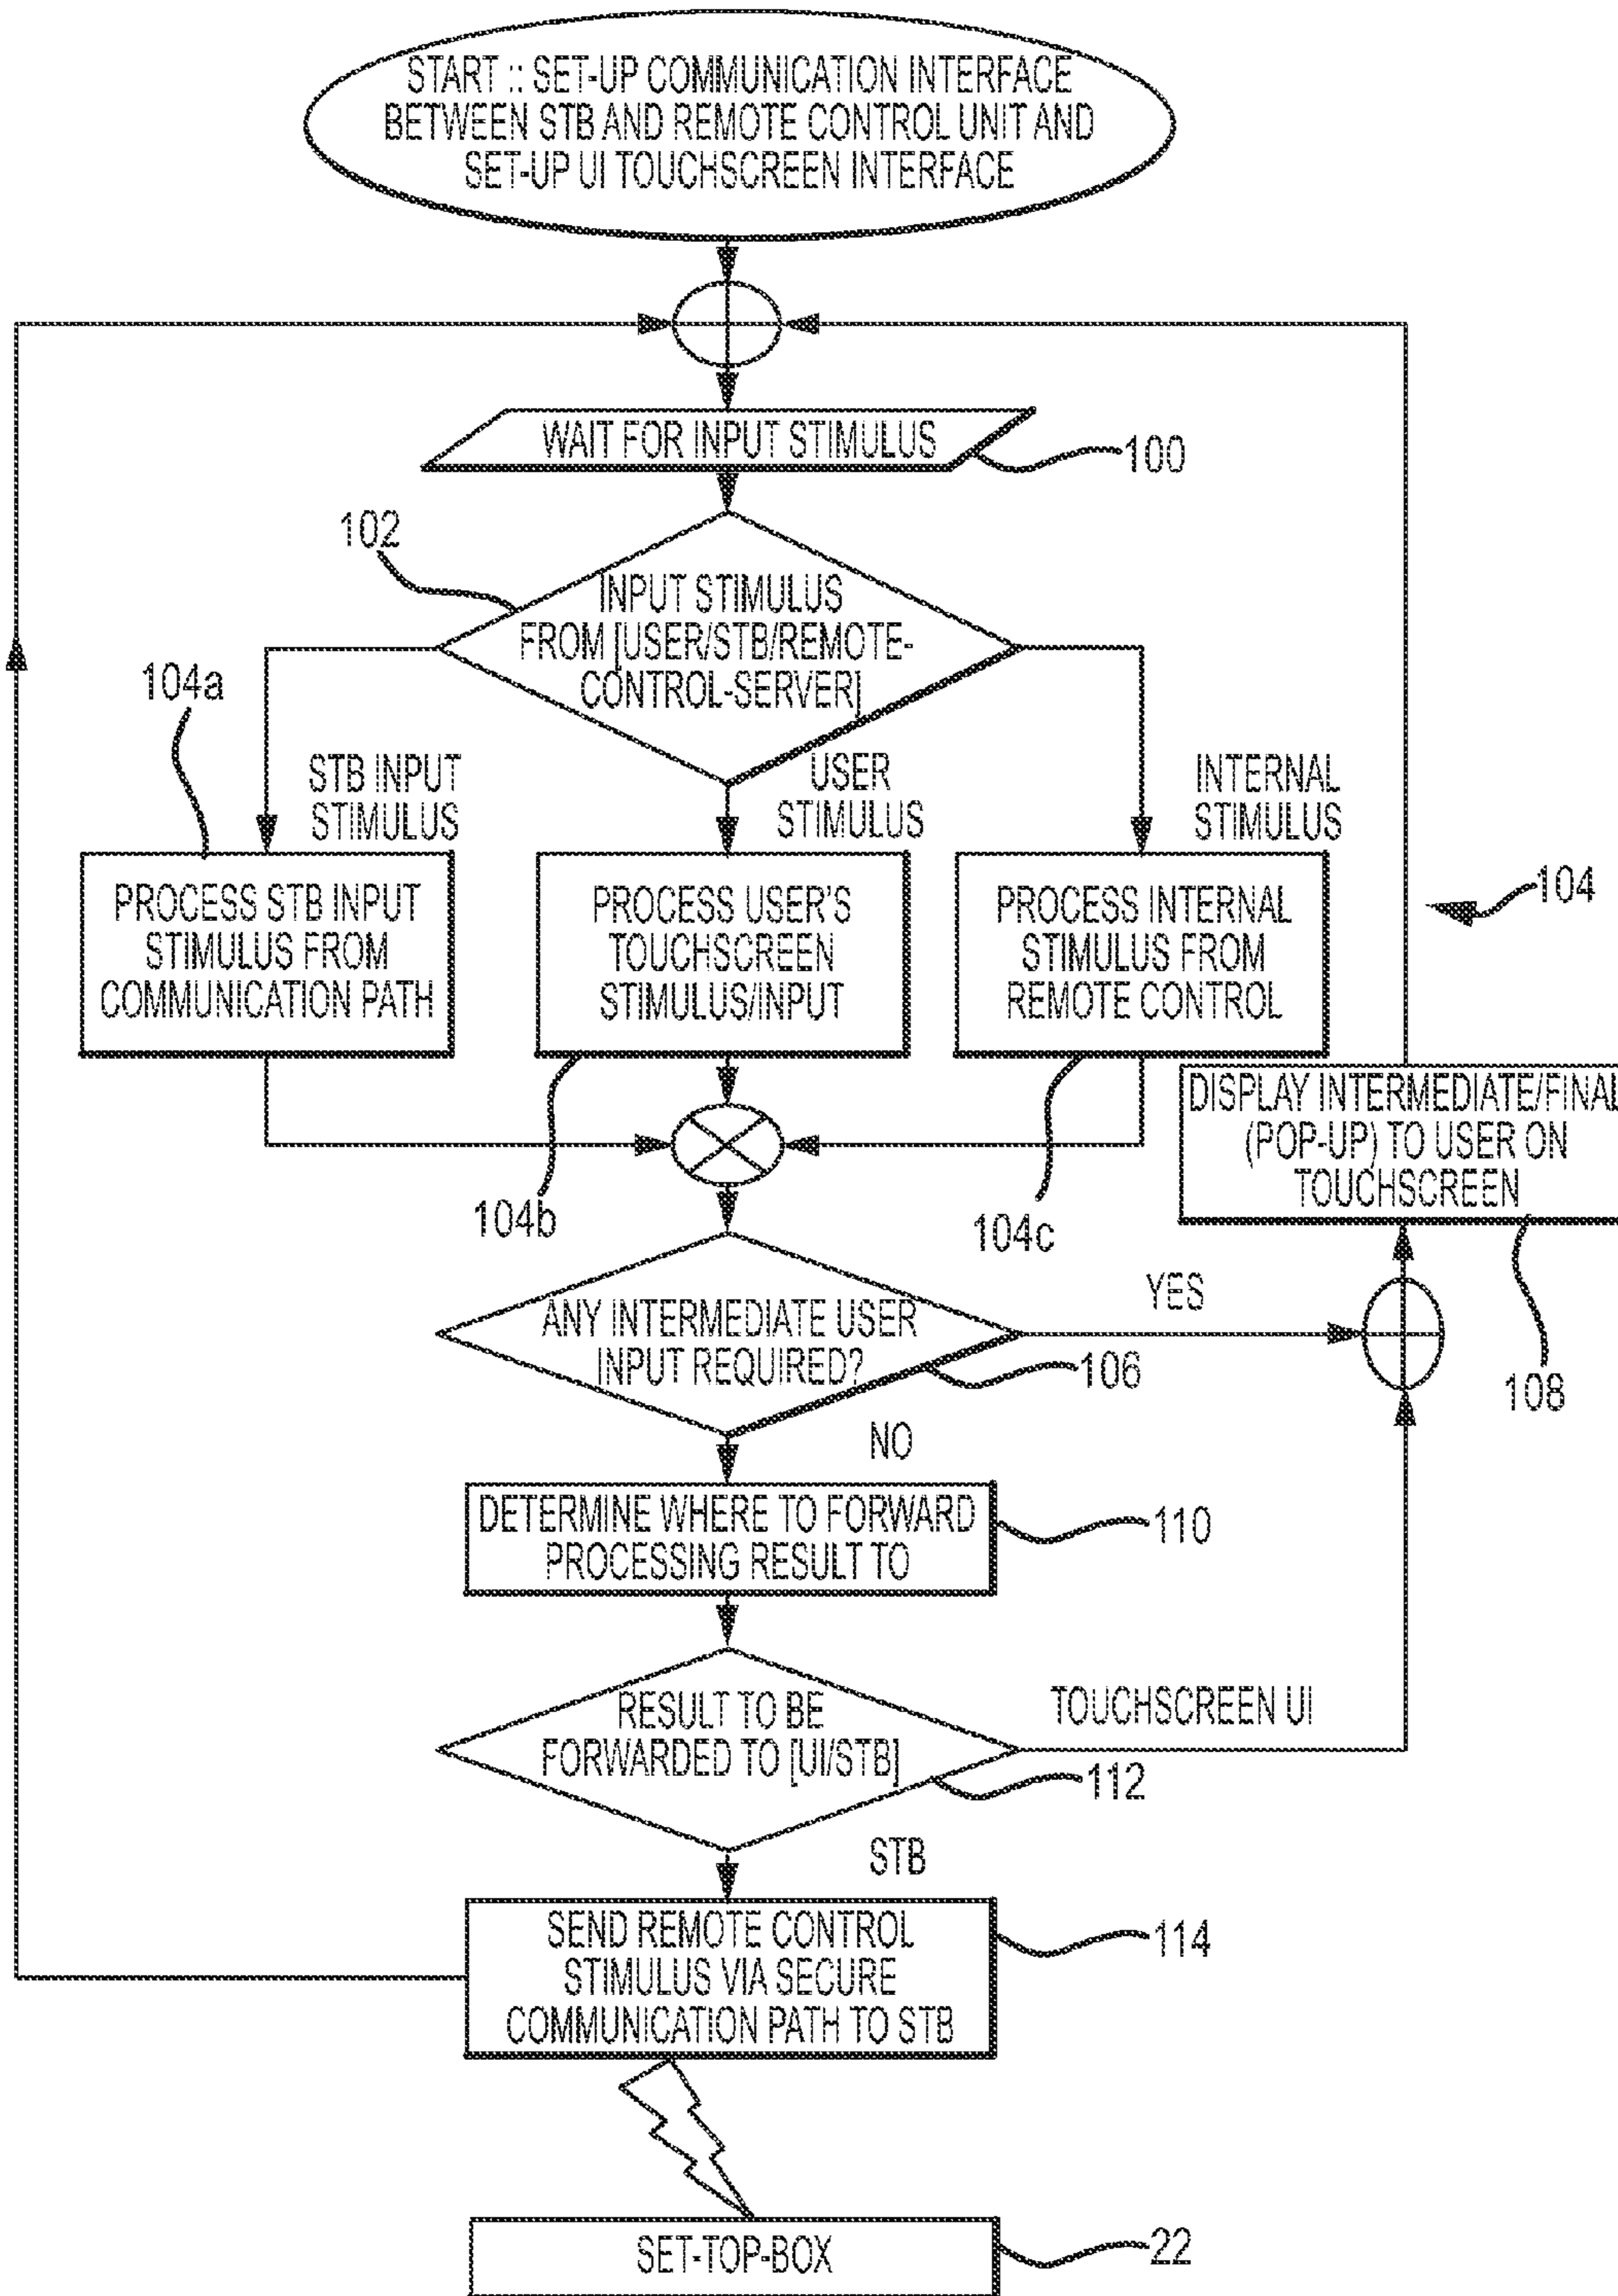 START :: SET-UP COMMUNICATION INTERFACE
BETWEEN STB AND REMOTE CONTROL UNIT AND
SET-UP UI TOUCHSCREEN INTERFACE
WAIT FOR INPUT STIMULUS
100
102
INPUT STIMULUS
FROM [USER/STB/REMOTE-
CONTROL-SERVER]
104a
STB INPUT
STIMULUS
USER
STIMULUS
INTERNAL
STIMULUS
PROCESS STB INPUT
STIMULUS FROM
COMMUNICATION PATH
PROCESS USER'S
TOUCHSCREEN
STIMULUS/INPUT
PROCESS INTERNAL
STIMULUS FROM
REMOTE CONTROL
104
104b
104c
DISPLAY INTERMEDIATE/FINAL
(POP-UP) TO USER ON
TOUCHSCREEN
108
ANY INTERMEDIATE USER
INPUT REQUIRED?
YES
106
NO
DETERMINE WHERE TO FORWARD
PROCESSING RESULT TO
110
RESULT TO BE
FORWARDED TO [UI/STB]
TOUCHSCREEN UI
112
STB
SEND REMOTE CONTROL
STIMULUS VIA SECURE
COMMUNICATION PATH TO STB
114
SET-TOP-BOX
22